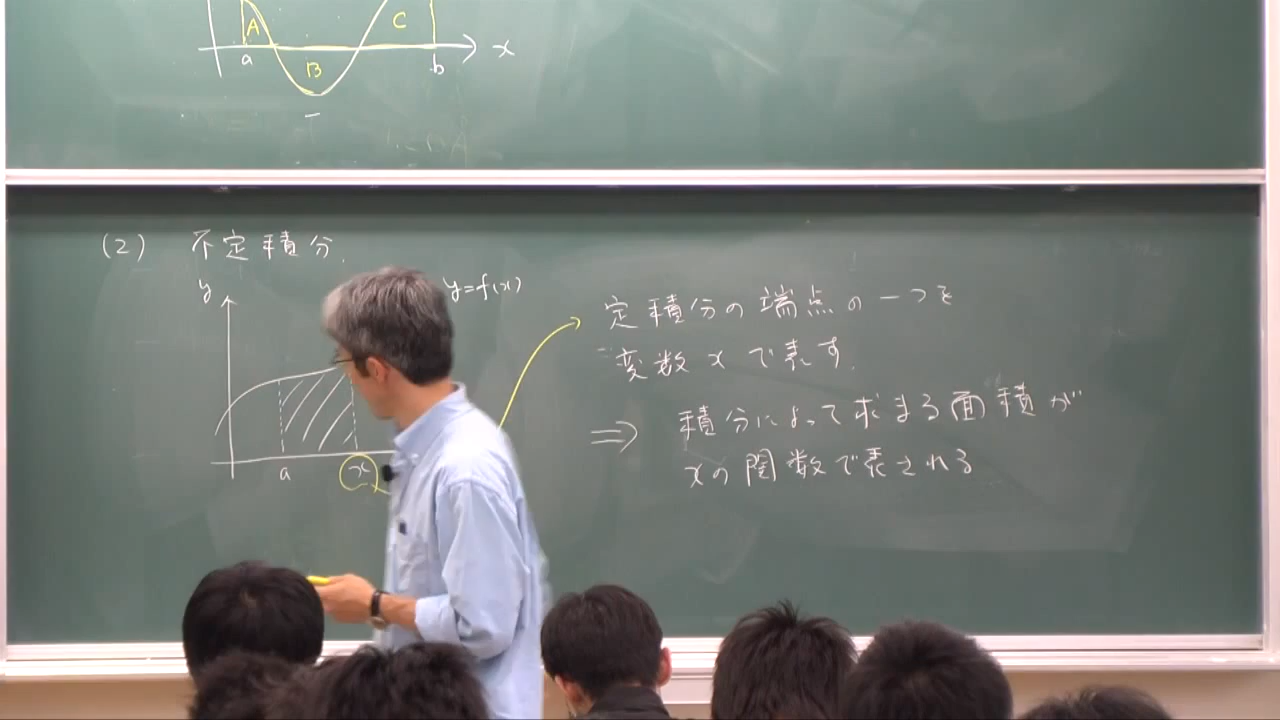 A
C
a
B
b
x
(2) 不定積分.
y
y=f(x)
a
x
定積分の端点の一つを
変数xで表す.
⇒ 積分によって求まる面積が
xの関数で表される